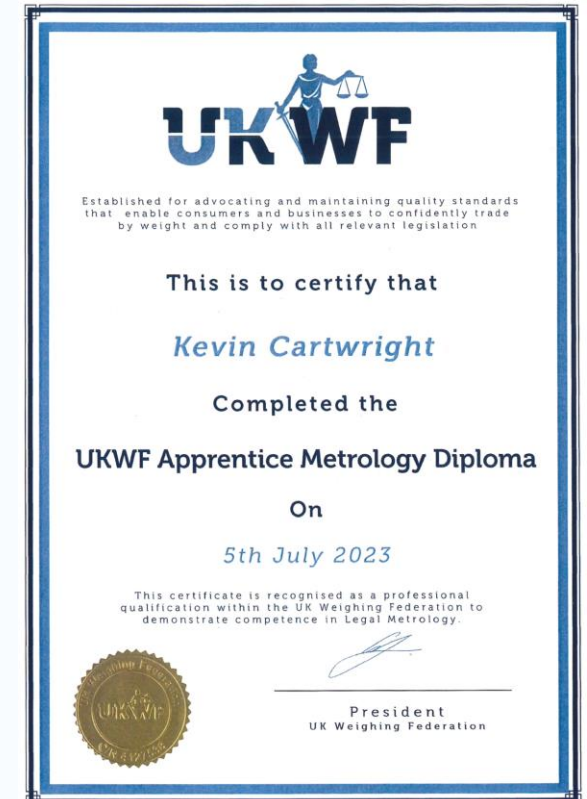 UKWF
Established for advocating and maintaining quality standards
that enable consumers and businesses to confidently trade
by weight and comply with all relevant legislation
This is to certify that
Kevin Cartwright
Completed the
UKWF Apprentice Metrology Diploma
On
5th July 2023
This certificate is recognised as a professional
qualification within the UK Weighing Federation to
demonstrate competence in Legal Metrology.
UKWF
President
UK Weighing Federation